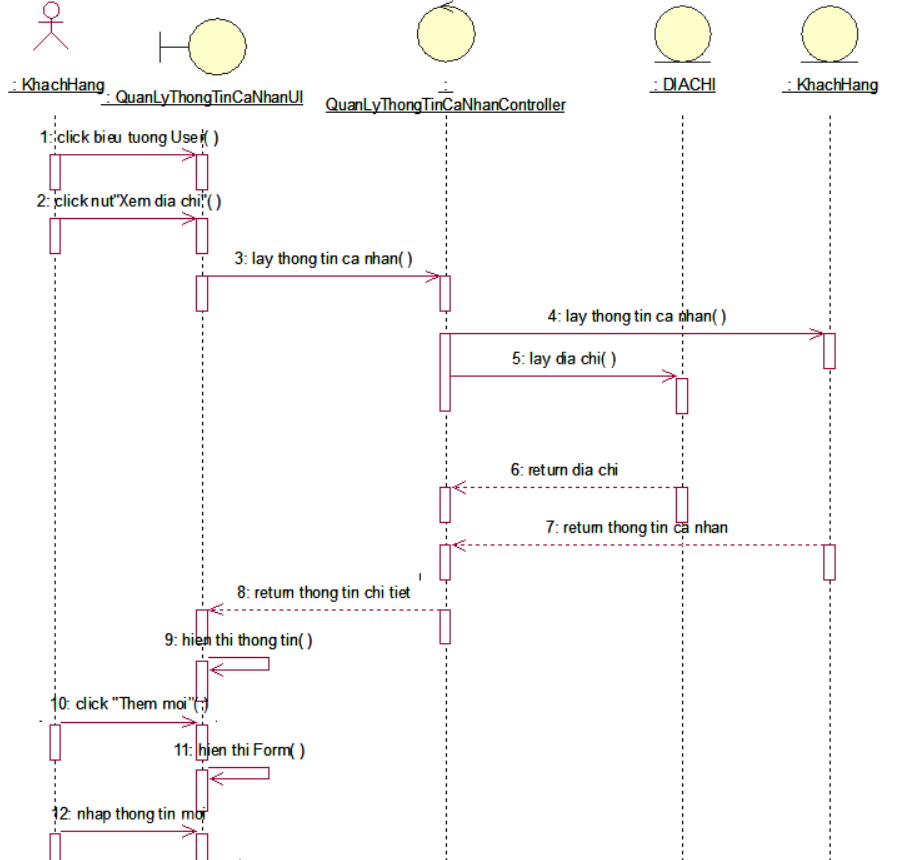 : KhachHang
: QuanLyThongTinCaNhanUI
:
QuanLyThongTinCaNhanController
: DIACHI
: KhachHang
1: click bieu tuong User( )
2: click nut"Xem dia chi"( )
3: lay thong tin ca nhan( )
4: lay thong tin ca nhan( )
5: lay dia chi( )
6: return dia chi
7: return thong tin ca nhan
8: return thong tin chi tiet
9: hien thi thong tin( )
10: click "Them moi"( )
11: hien thi Form( )
12: nhap thong tin moi